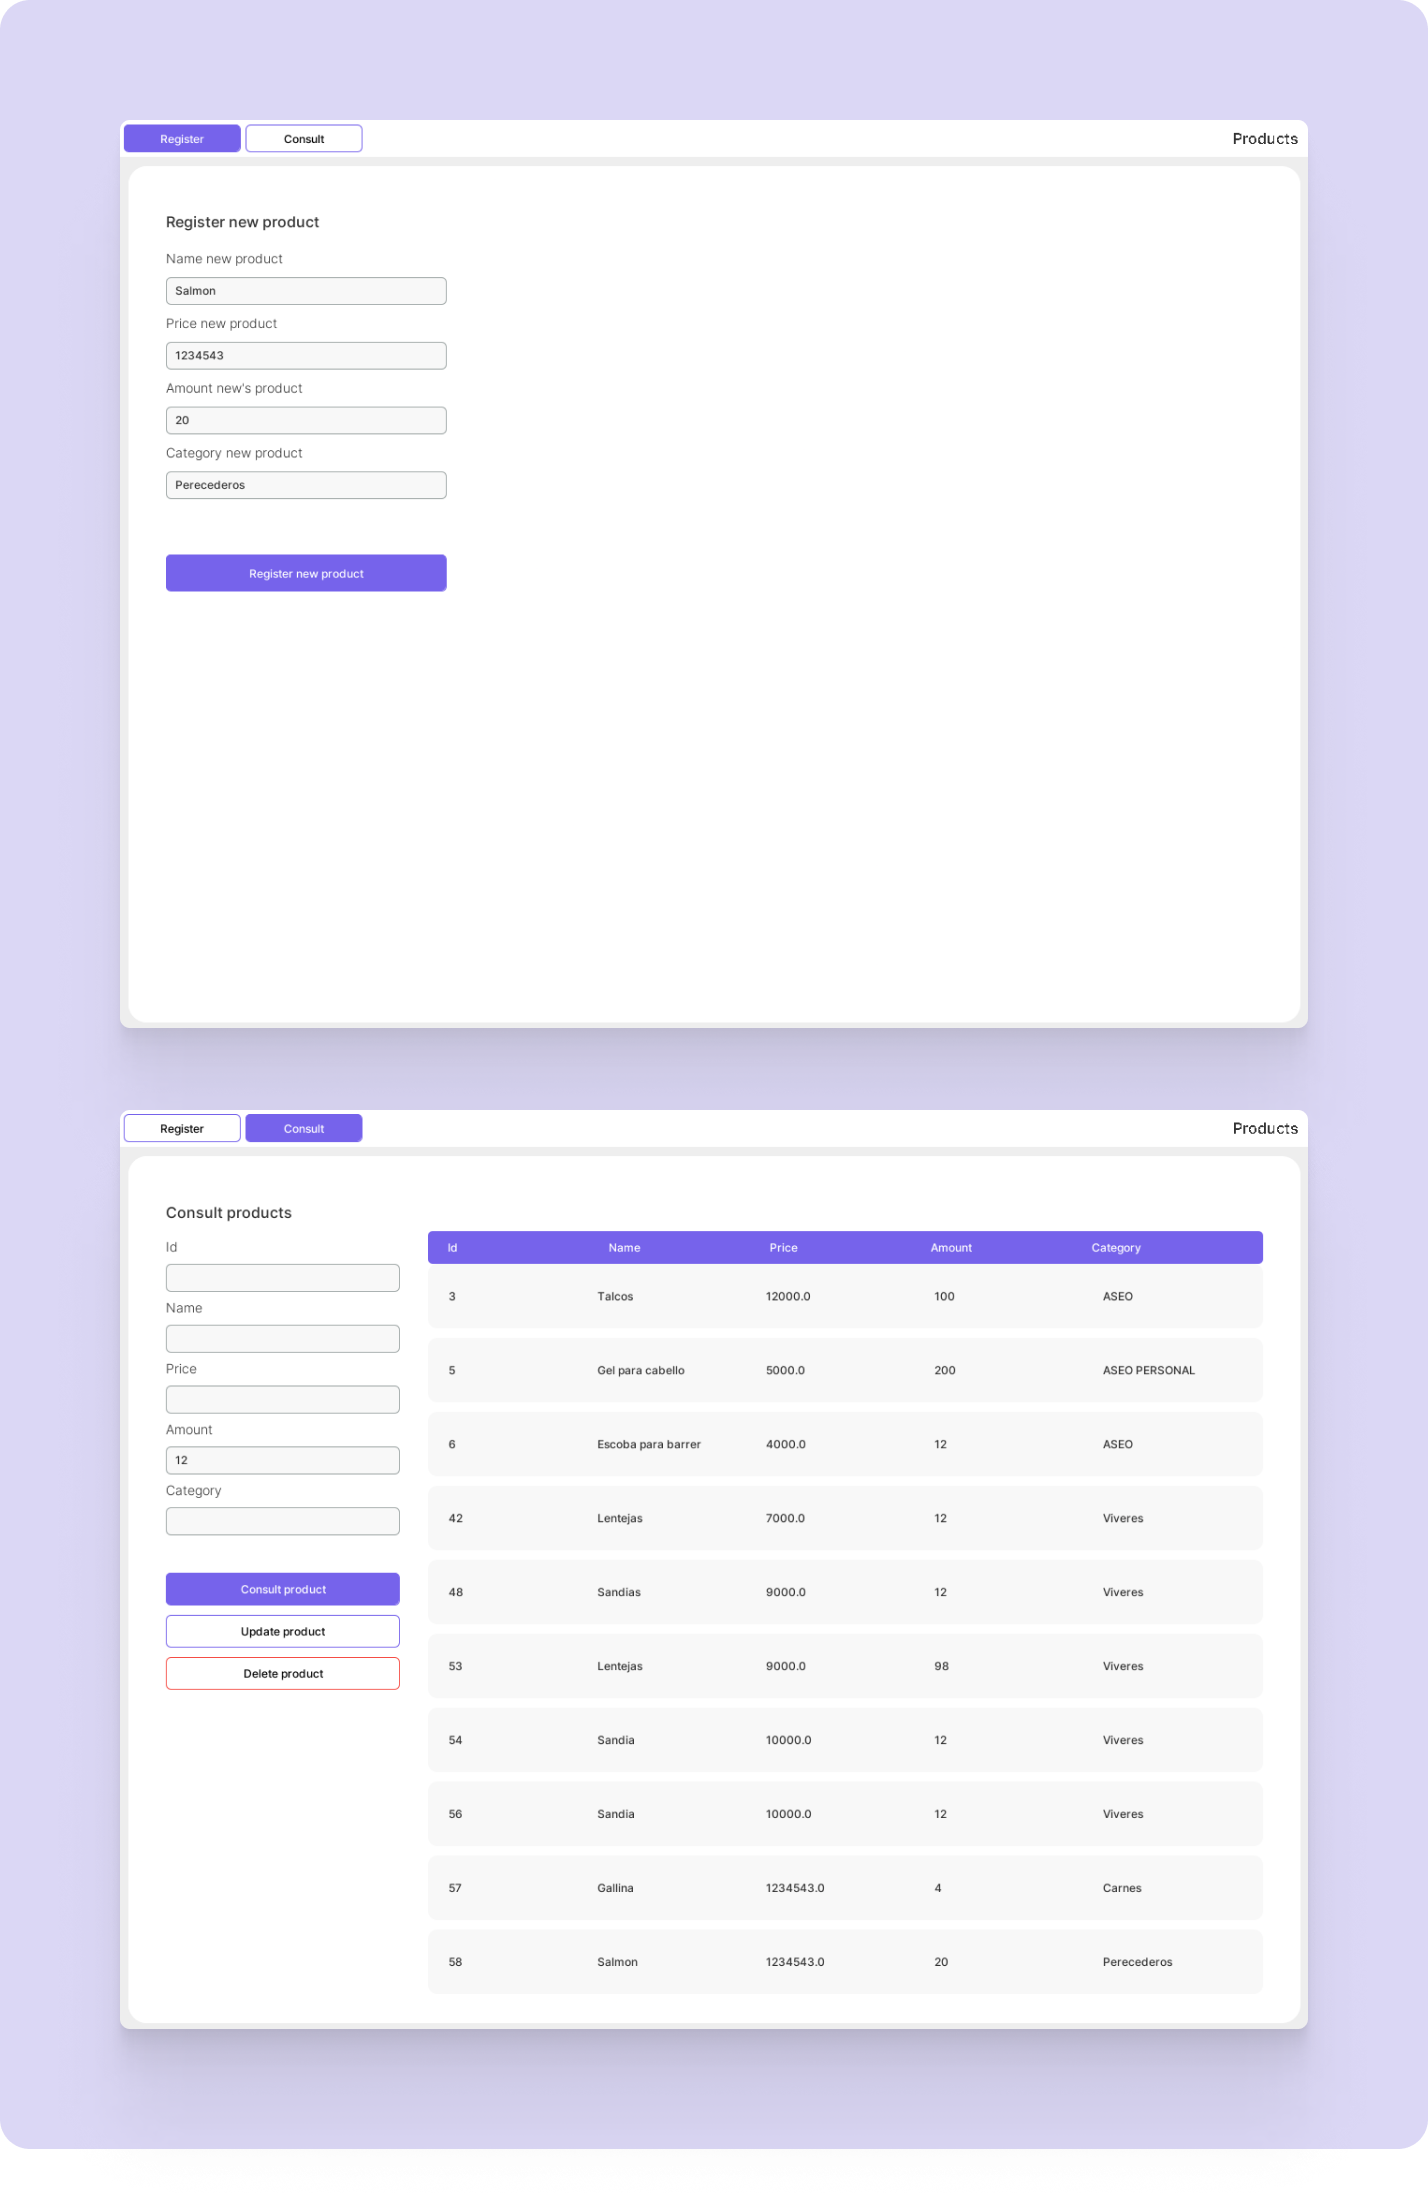 Register Consult Products
Register new product
Name new product
Salmon
Price new product
1234543
Amount new's product
20
Category new product
Perecederos
Register new product
Register Consult Products
Consult products
Id
Name
Price
Amount
12
Category
Consult product
Update product
Delete product
Id Name Price Amount Category
3 Talcos 12000.0 100 ASEO
5 Gel para cabello 5000.0 200 ASEO PERSONAL
6 Escoba para barrer 4000.0 12 ASEO
42 Lentejas 7000.0 12 Viveres
48 Sandias 9000.0 12 Viveres
53 Lentejas 9000.0 98 Viveres
54 Sandia 10000.0 12 Viveres
56 Sandia 10000.0 12 Viveres
57 Gallina 1234543.0 4 Carnes
58 Salmon 1234543.0 20 Perecederos